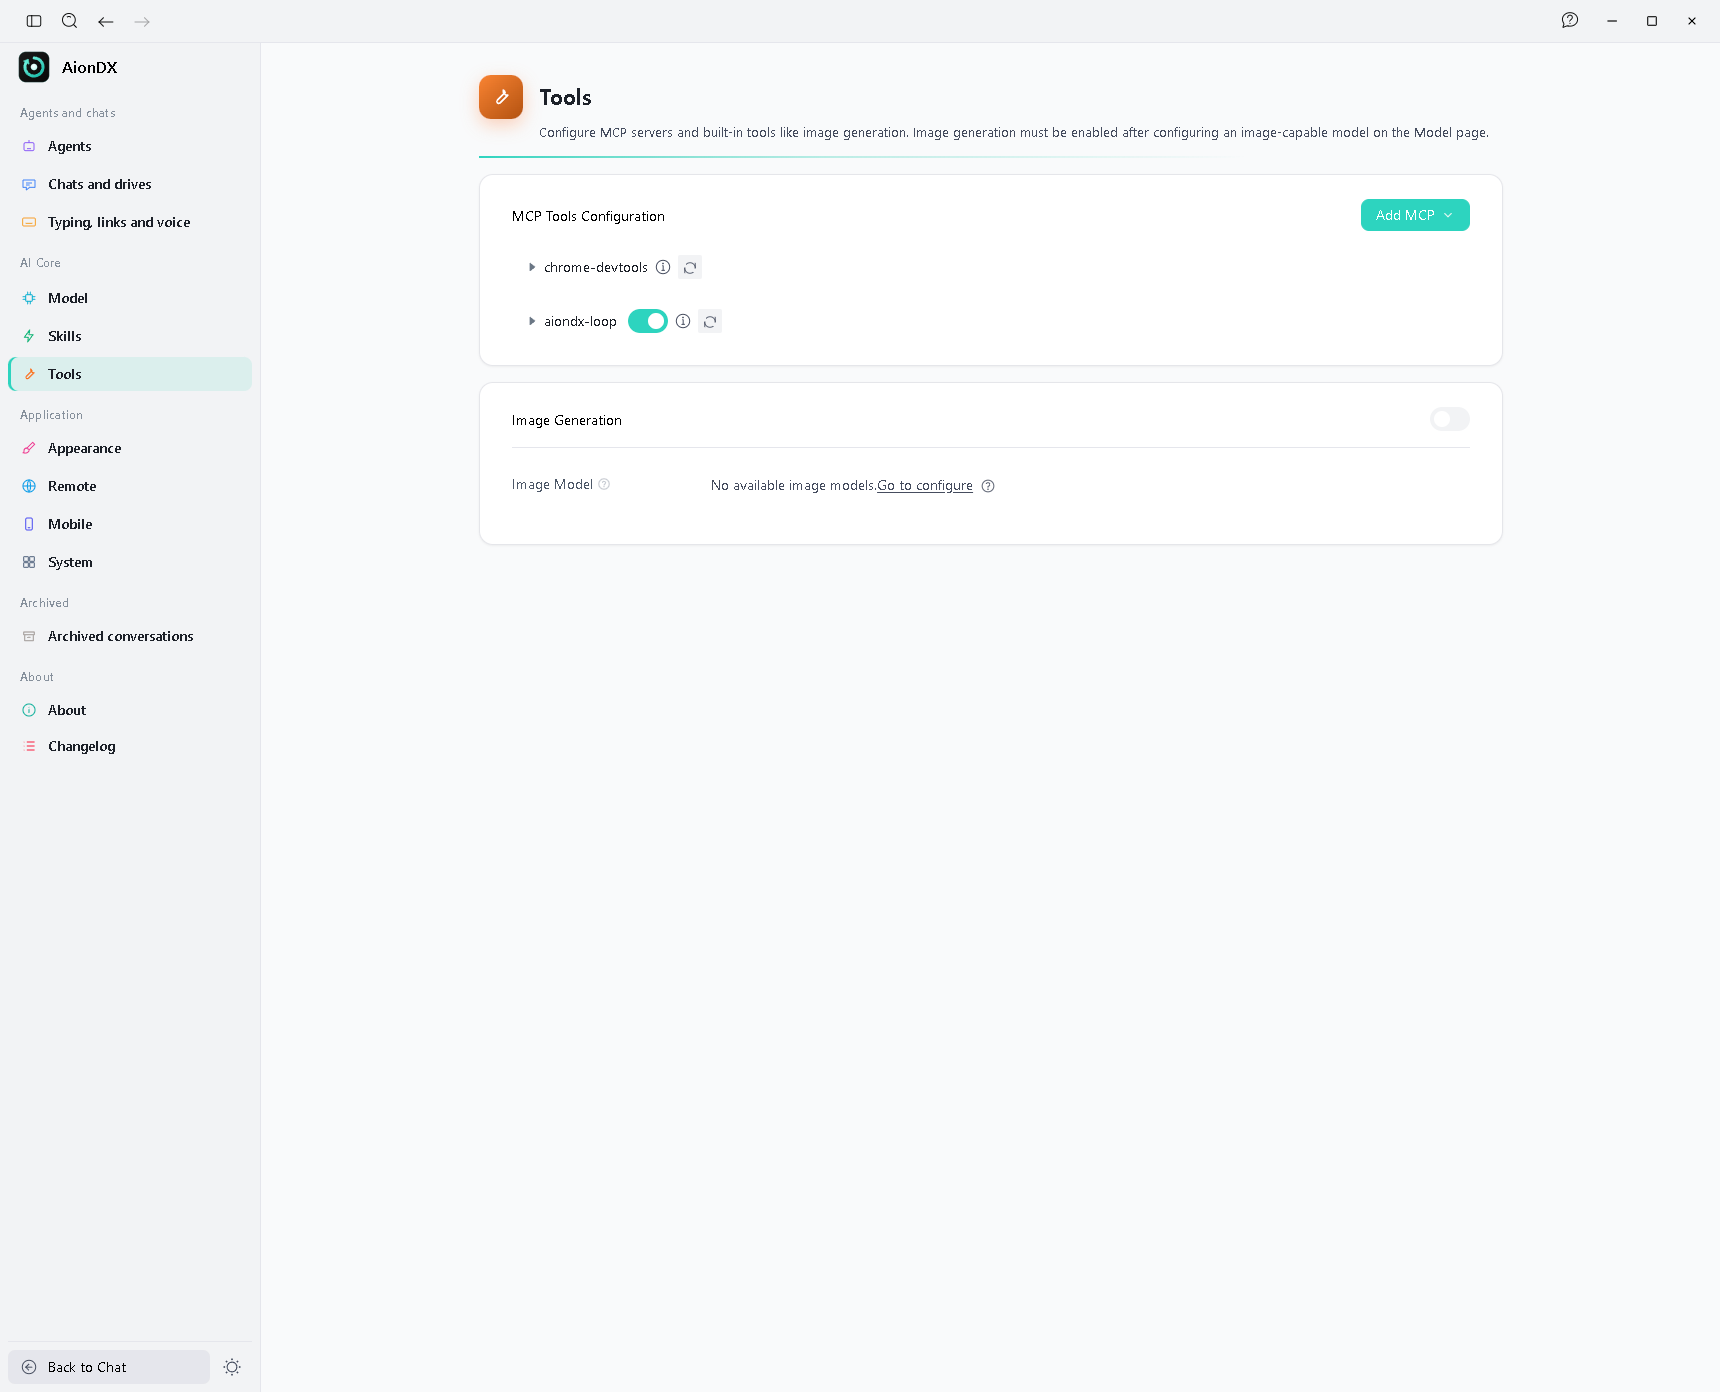 AionDX
Agents and chats
Agents
Chats and drives
Typing, links and voice
AI Core
Model
Skills
Tools
Application
Appearance
Remote
Mobile
System
Archived
Archived conversations
About
About
Changelog
Back to Chat
Tools
Configure MCP servers and built-in tools like image generation. Image generation must be enabled after configuring an image-capable model on the Model page.
MCP Tools Configuration
Add MCP
chrome-devtools
aiondx-loop
Image Generation
Image Model
No available image models.Go to configure